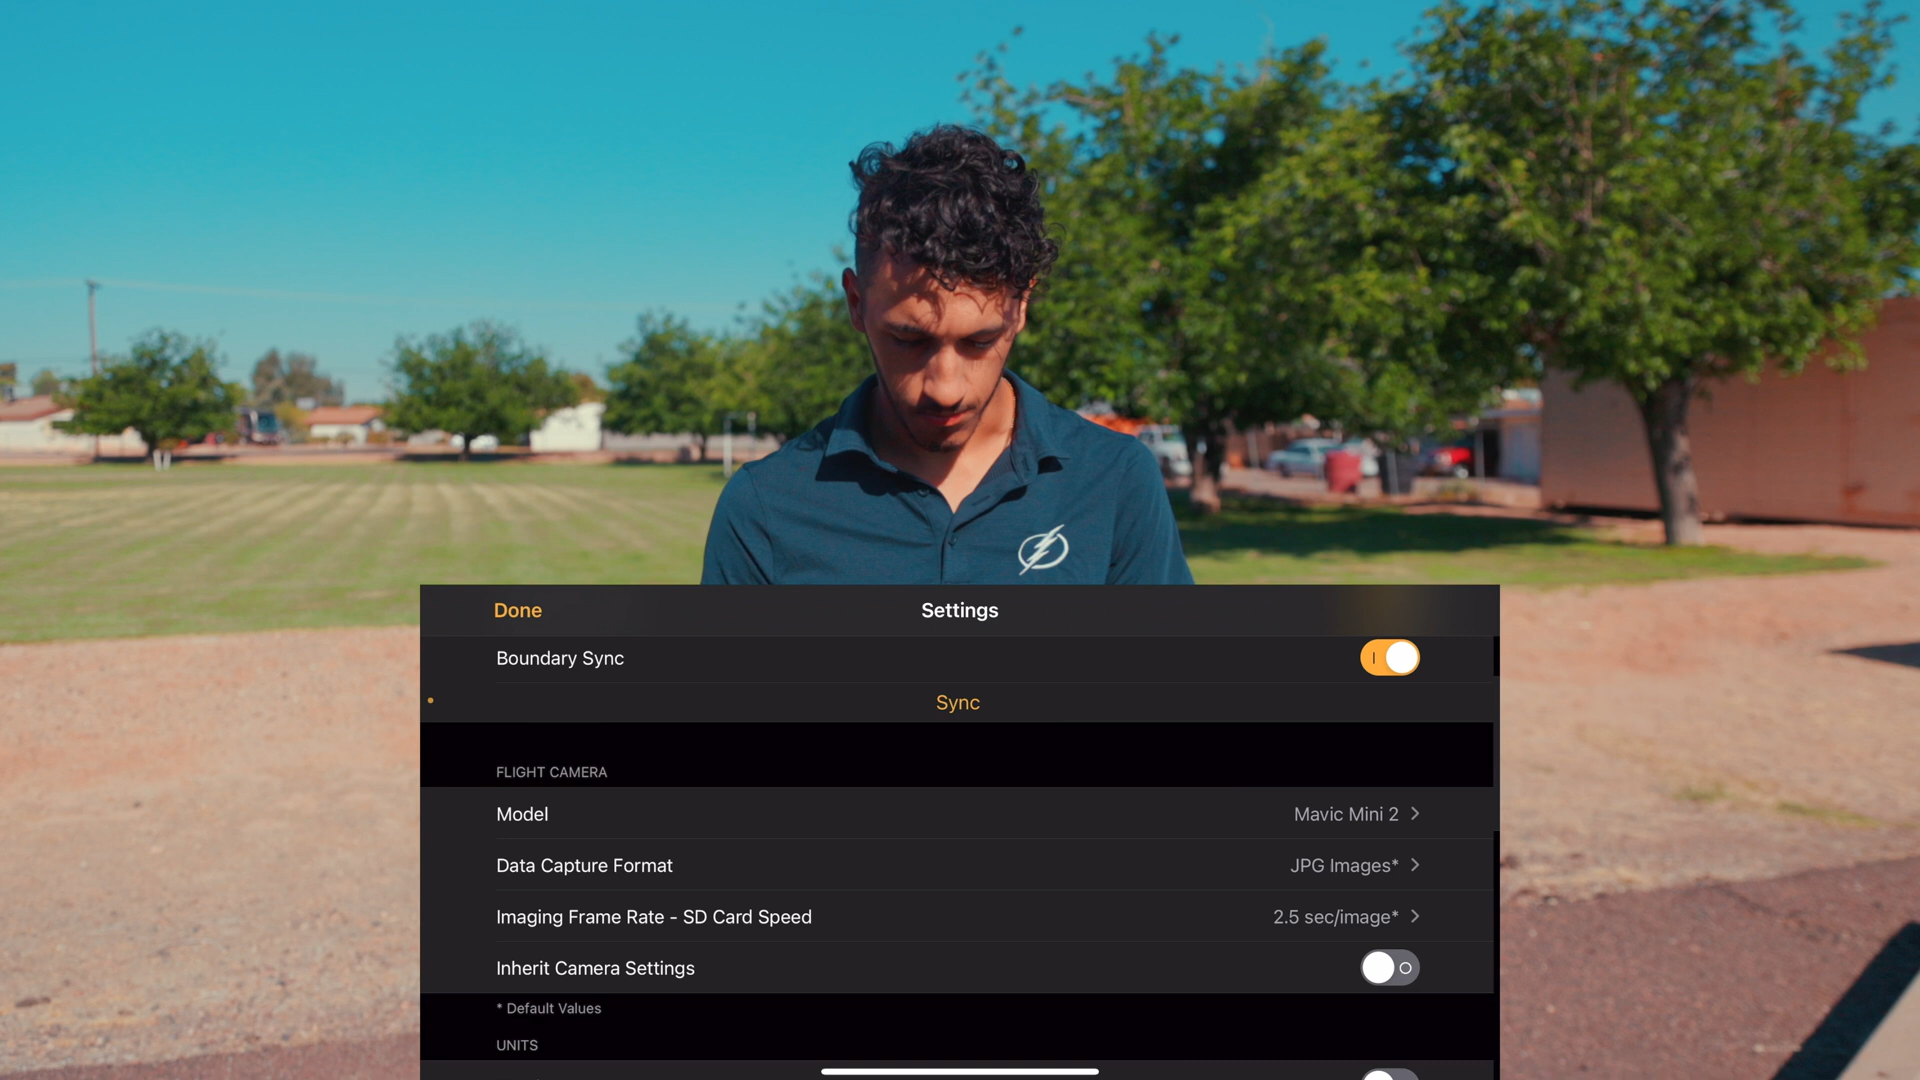 Done
Settings
Boundary Sync
Sync
FLIGHT CAMERA
Model
Mavic Mini 2
Data Capture Format
JPG Images*
Imaging Frame Rate - SD Card Speed
2.5 sec/image*
Inherit Camera Settings
* Default Values
UNITS